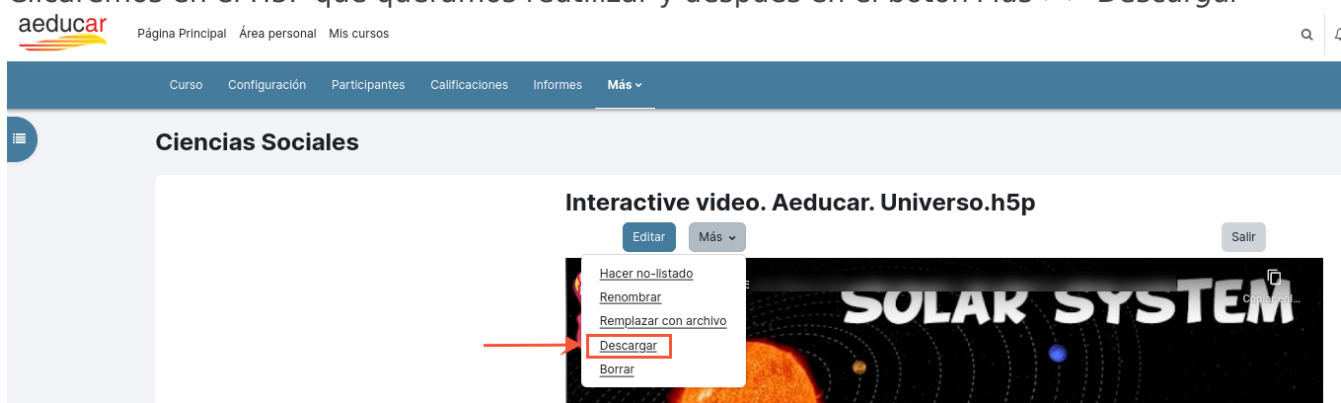 aeducar
Página Principal Área personal Mis cursos
Curso Configuración Participantes Calificaciones Informes Más
Ciencias Sociales
Interactive video. Aeducar. Universo.h5p
Editar Más Salir
Hacer no-listado
Renombrar
Remplazar con archivo
Descargar
Borrar
SOLAR SYSTEM